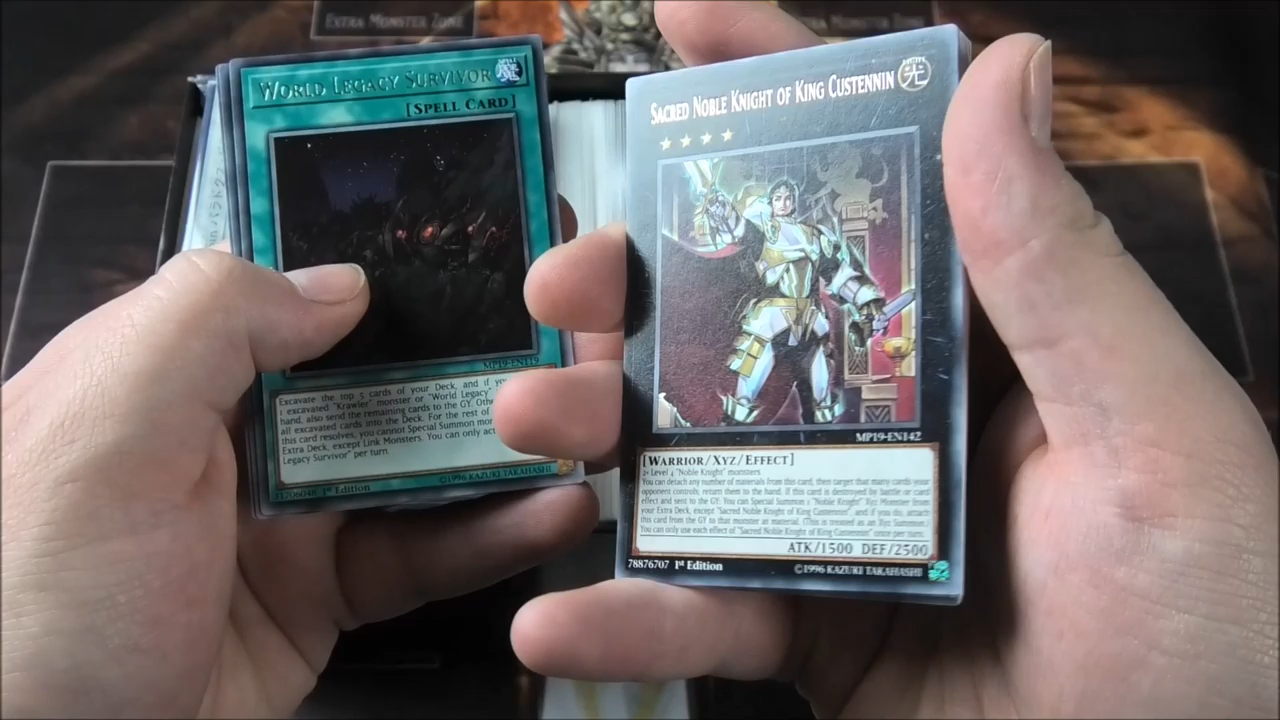 EXTRA MONSTER ZONE
EXTRA MONSTER ZONE
WORLD LEGACY SURVIVOR
[SPELL CARD]
MP19-EN119
Excavate the top 5 cards of your Deck, and if you
1 excavated "Krawler" monster or "World Legacy"
hand, also send the remaining cards to the GY.
all excavated cards into the Deck. For the rest of
this card resolves, you cannot Special Summon
Extra Deck, except Link Monsters. You can only
Legacy Survivor" per turn.
31706048 1st Edition
©1996 KAZUKI TAKAHASHI
SACRED NOBLE KNIGHT OF KING CUSTENNIN
光
MP19-EN142
[WARRIOR/XYZ/EFFECT]
2+ Level 4 "Noble Knight" monsters
You can detach any number of materials from this card, then target that many cards your
opponent controls; return them to the hand. If this card is destroyed by battle or card
effect and sent to the GY: You can Special Summon 1 "Noble Knight" Xyz Monster from
your Extra Deck, except "Sacred Noble Knight of King Custennin", and if you do, attach
this card from the GY to that monster as material. (This is treated as an Xyz Summon.)
You can only use each effect of "Sacred Noble Knight of King Custennin" once per turn.
ATK/1500 DEF/2500
78876707 1st Edition
©1996 KAZUKI TAKAHASHI